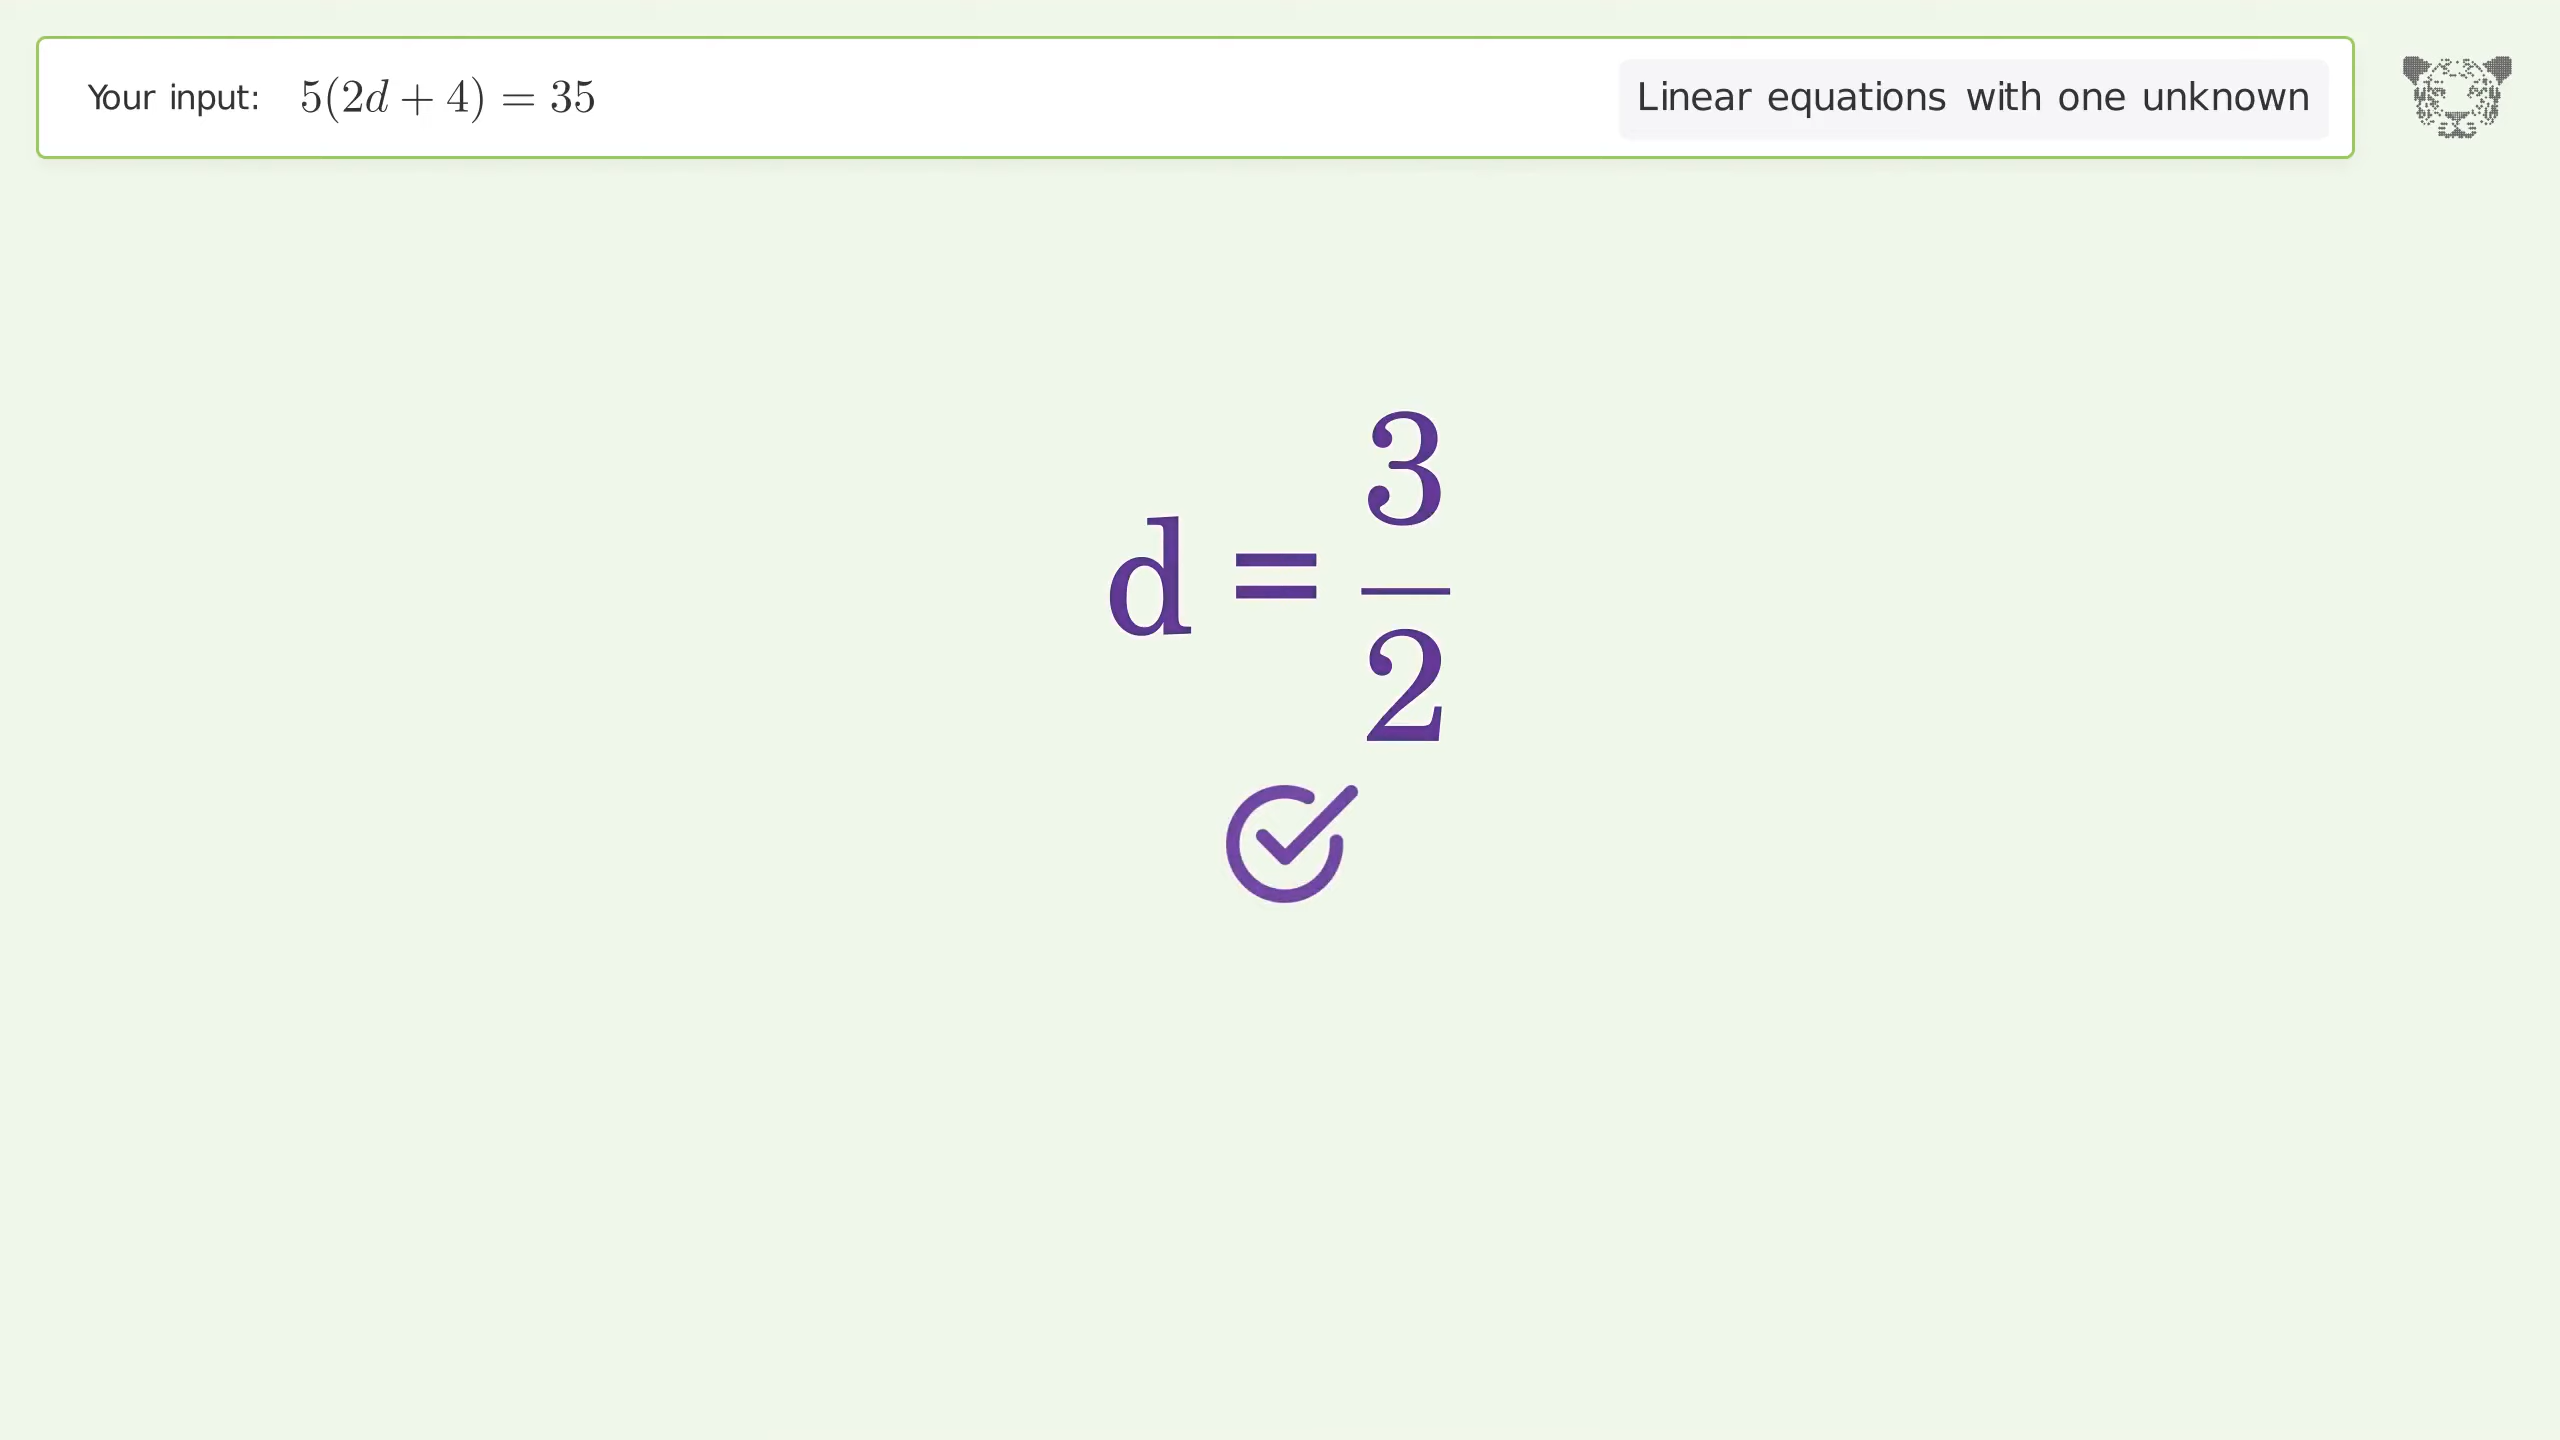 Your input: 5(2d + 4) = 35
Linear equations with one unknown
d = 3/2